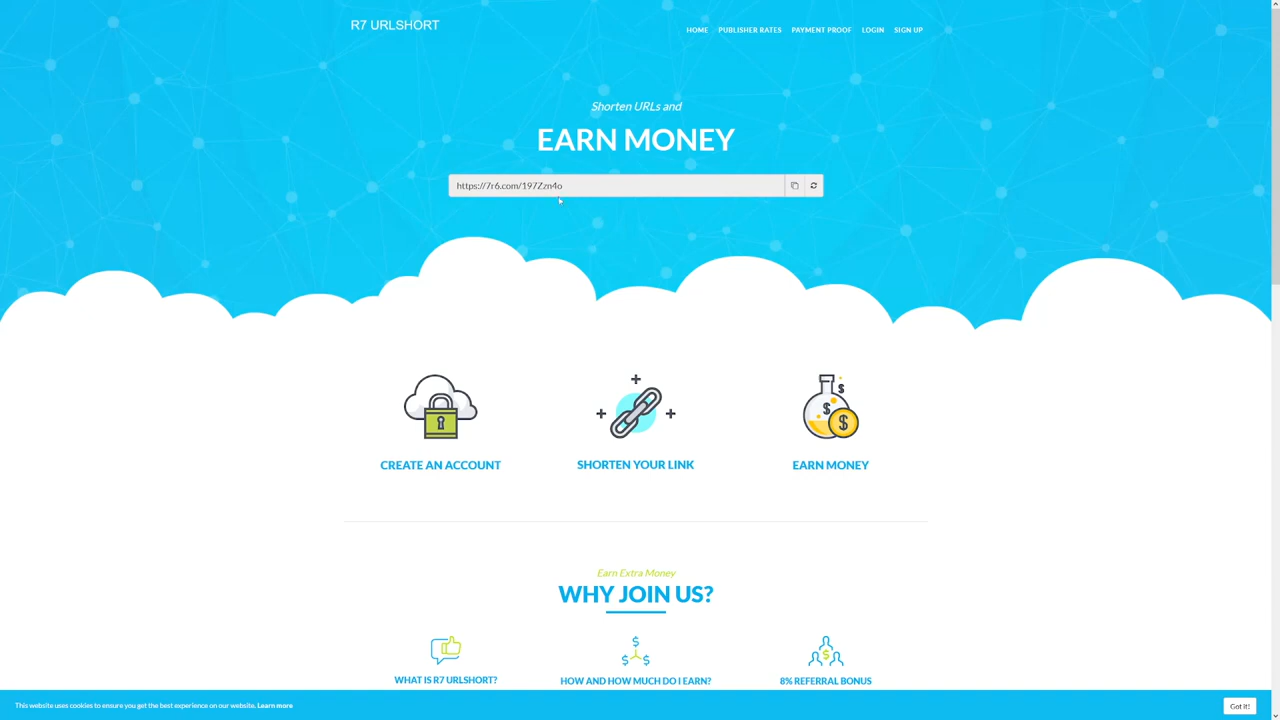 R7 URLSHORT
HOME PUBLISHER RATES PAYMENT PROOF LOGIN SIGN UP
Shorten URLs and
EARN MONEY
https://7r6.com/197Zzn4o
CREATE AN ACCOUNT
SHORTEN YOUR LINK
EARN MONEY
Earn Extra Money
WHY JOIN US?
WHAT IS R7 URLSHORT?
HOW AND HOW MUCH DO I EARN?
8% REFERRAL BONUS
This website uses cookies to ensure you get the best experience on our website. Learn more
Got it!